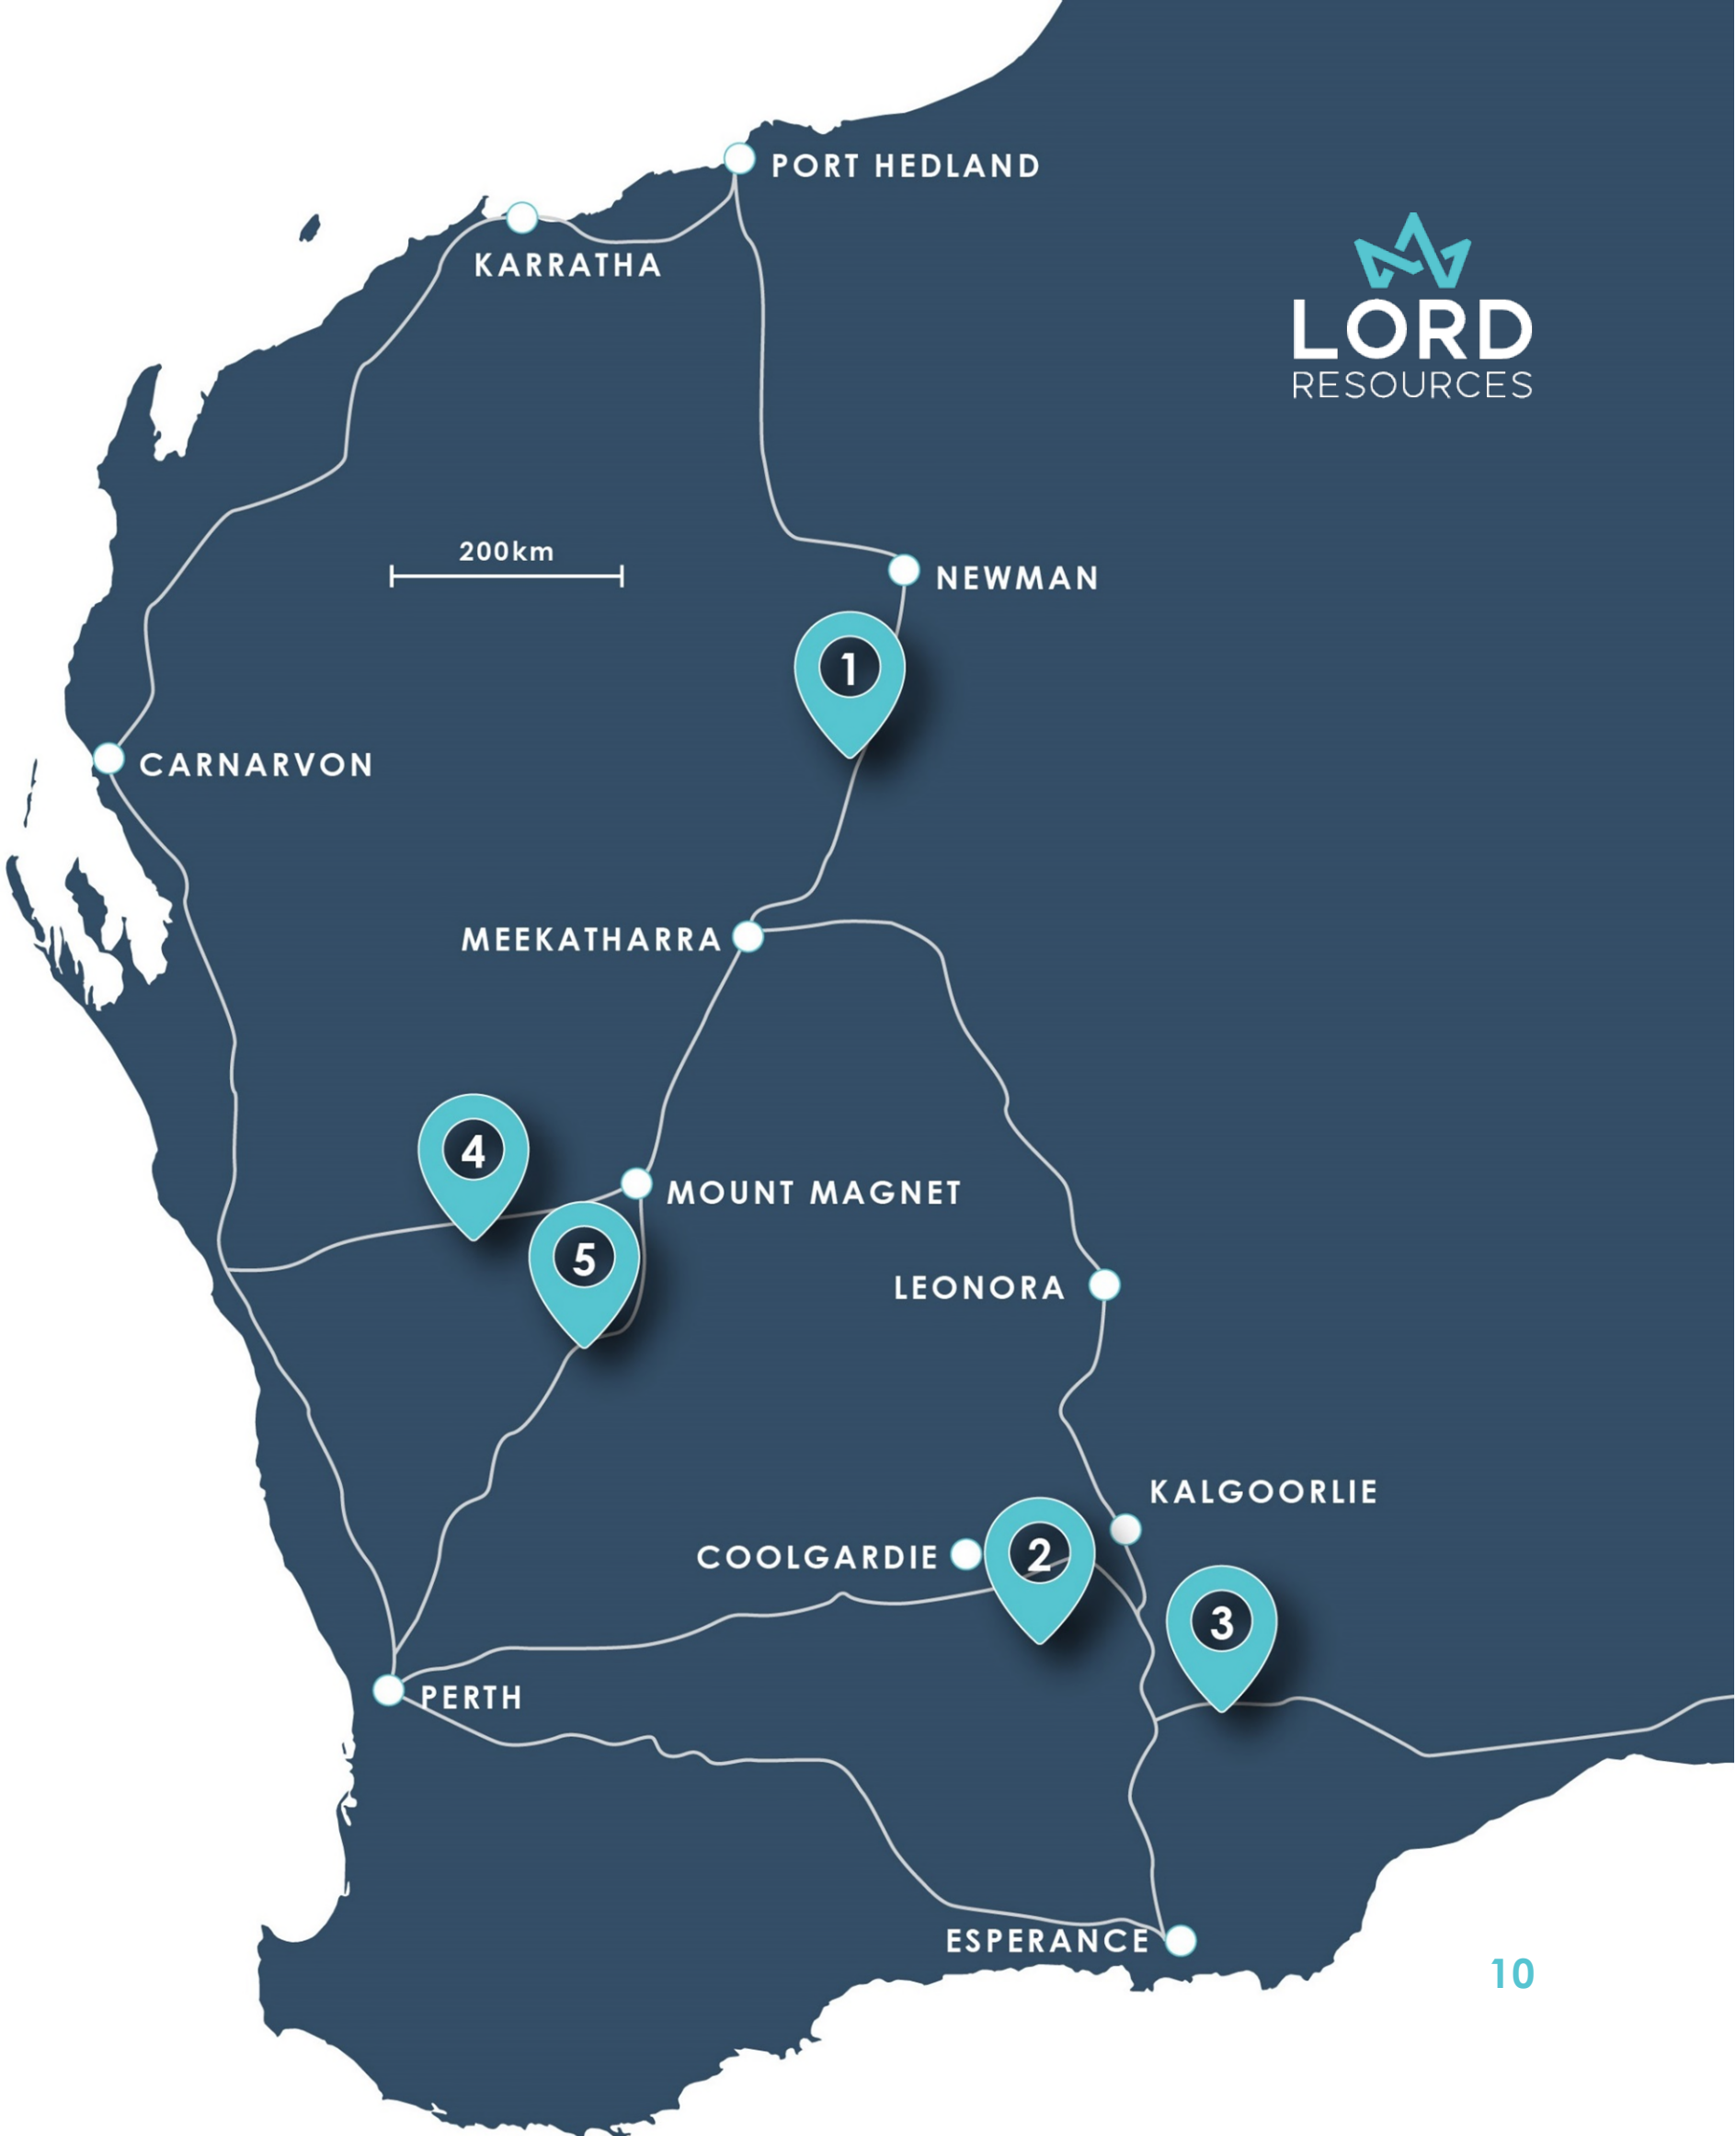 PORT HEDLAND
KARRATHA
LORD
RESOURCES
200km
NEWMAN
1
CARNARVON
MEEKATHARRA
4
MOUNT MAGNET
5
LEONORA
KALGOORLIE
COOLGARDIE
2
3
PERTH
ESPERANCE
10